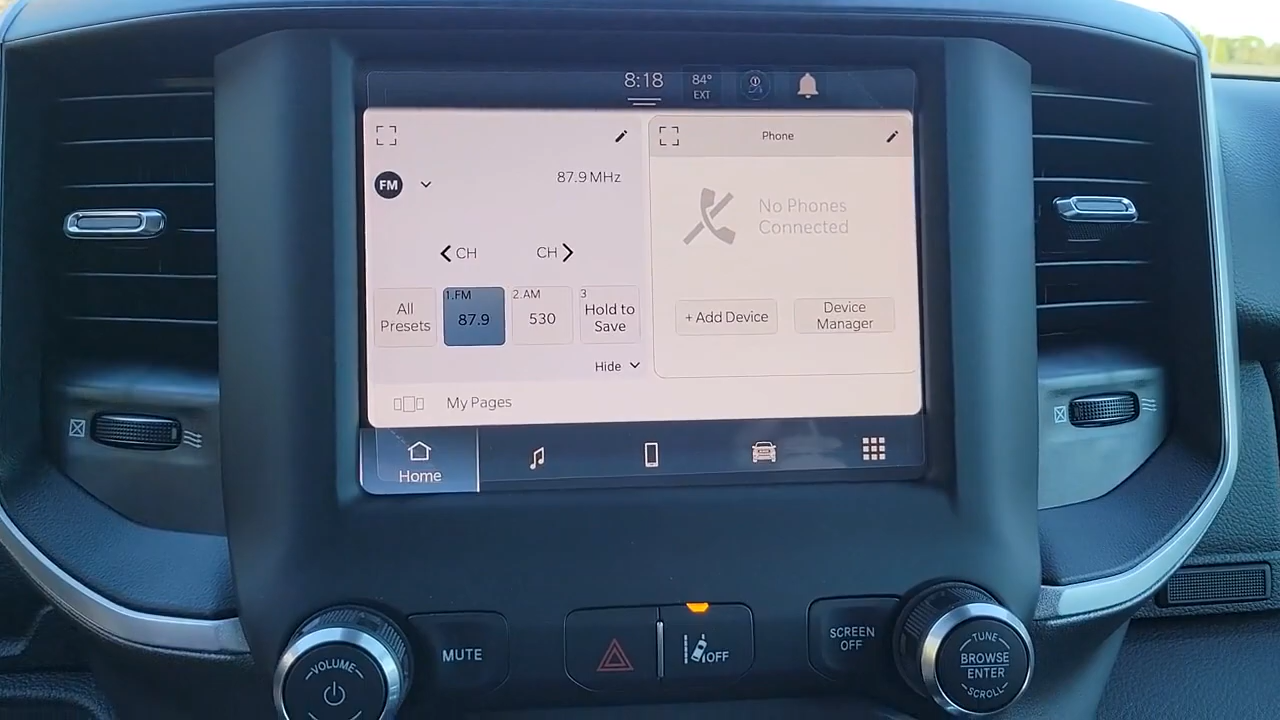 8:18
84°
EXT
Phone
FM
87.9 MHz
No Phones
Connected
CH
CH
1.FM
87.9
2.AM
530
3
Hold to
Save
All
Presets
+ Add Device
Device
Manager
Hide
My Pages
Home
VOLUME
MUTE
OFF
SCREEN
OFF
TUNE
BROWSE
ENTER
SCROLL